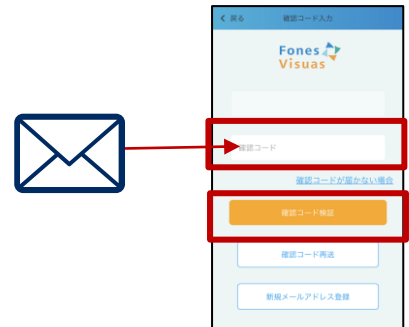 戻る 確認コード入力
Fones
Visuas
確認コード
確認コードが届かない場合
確認コード検証
確認コード再送
新規メールアドレス登録